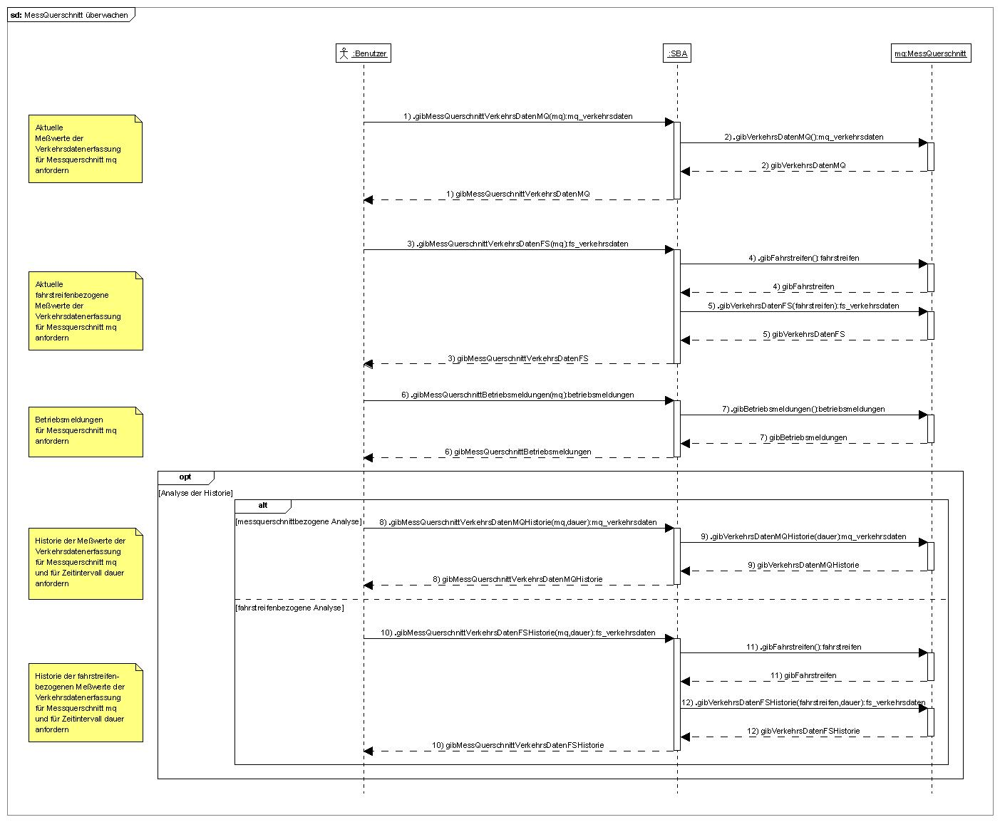 sd: MessQuerschnitt überwachen
:Benutzer
:SBA
mq:MessQuerschnitt
Aktuelle
Meßwerte der
Verkehrsdatenerfassung
für Messquerschnitt mq
anfordern
1) .gibMessQuerschnittVerkehrsDatenMQ(mq):mq_verkehrsdaten
2) .gibVerkehrsDatenMQ():mq_verkehrsdaten
2) gibVerkehrsDatenMQ
1) gibMessQuerschnittVerkehrsDatenMQ
3) .gibMessQuerschnittVerkehrsDatenFS(mq):fs_verkehrsdaten
4) .gibFahrstreifen():fahrstreifen
Aktuelle
fahrstreifenbezogene
Meßwerte der
Verkehrsdatenerfassung
für Messquerschnitt mq
anfordern
4) gibFahrstreifen
5) .gibVerkehrsDatenFS(fahrstreifen):fs_verkehrsdaten
5) gibVerkehrsDatenFS
3) gibMessQuerschnittVerkehrsDatenFS
6) .gibMessQuerschnittBetriebsmeldungen(mq):betriebsmeldungen
7) .gibBetriebsmeldungen():betriebsmeldungen
Betriebsmeldungen
für Messquerschnitt mq
anfordern
7) gibBetriebsmeldungen
6) gibMessQuerschnittBetriebsmeldungen
opt
[Analyse der Historie]
alt
[messquerschnittbezogene Analyse]
8) .gibMessQuerschnittVerkehrsDatenMQHistorie(mq,dauer):mq_verkehrsdaten
9) .gibVerkehrsDatenMQHistorie(dauer):mq_verkehrsdaten
Historie der Meßwerte der
Verkehrsdatenerfassung
für Messquerschnitt mq
und für Zeitintervall dauer
anfordern
9) gibVerkehrsDatenMQHistorie
8) gibMessQuerschnittVerkehrsDatenMQHistorie
[fahrstreifenbezogene Analyse]
10) .gibMessQuerschnittVerkehrsDatenFSHistorie(mq,dauer):fs_verkehrsdaten
11) .gibFahrstreifen():fahrstreifen
Historie der fahrstreifen-
bezogenen Meßwerte der
Verkehrsdatenerfassung
für Messquerschnitt mq
und für Zeitintervall dauer
anfordern
11) gibFahrstreifen
12) .gibVerkehrsDatenFSHistorie(fahrstreifen,dauer):fs_verkehrsdaten
12) gibVerkehrsDatenFSHistorie
10) gibMessQuerschnittVerkehrsDatenFSHistorie